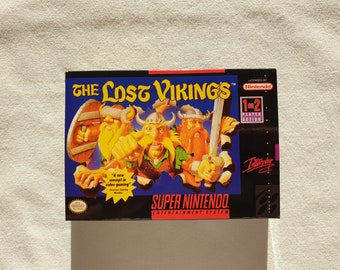 THE LOST VIKINGS
LICENSED BY
Nintendo
1 OR 2
PLAYER
ACTION
"A new
concept in
video gaming"
Interplay
SUPER NINTENDO
ENTERTAINMENT SYSTEM